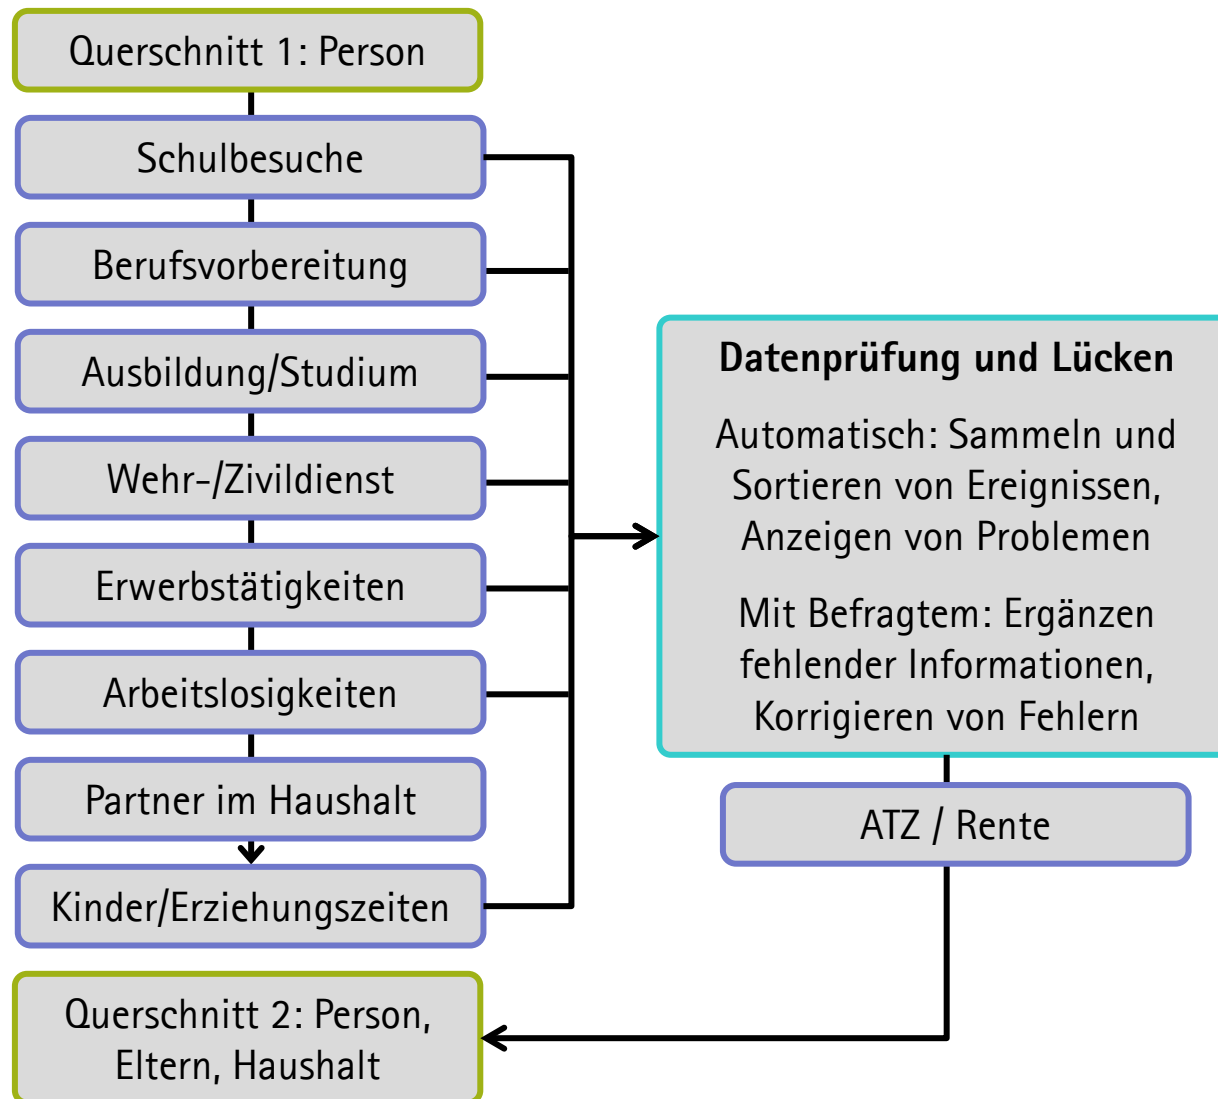 Querschnitt 1: Person
Schulbesuche
Berufsvorbereitung
Ausbildung/Studium
Wehr-/Zivildienst
Erwerbstätigkeiten
Arbeitslosigkeiten
Partner im Haushalt
Kinder/Erziehungszeiten
Datenprüfung und Lücken
Automatisch: Sammeln und
Sortieren von Ereignissen,
Anzeigen von Problemen
Mit Befragtem: Ergänzen
fehlender Informationen,
Korrigieren von Fehlern
ATZ / Rente
Querschnitt 2: Person,
Eltern, Haushalt